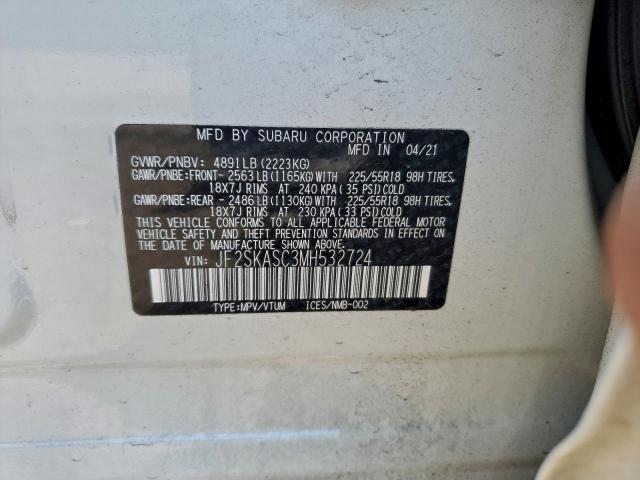 MFD BY SUBARU CORPORATION
MFD IN 04/21
GVWR/PNBV: 4891LB (2223KG)
GAWR/PNBE:FRONT-2563LB(1165KG)WITH 225/55R18 98H TIRES,
18X7J RIMS AT 240 KPA (35 PSI)COLD
GAWR/PNBE:REAR -2486LB(1130KG)WITH 225/55R18 98H TIRES,
18X7J RIMS AT 230 KPA (33 PSI)COLD
THIS VEHICLE CONFORMS TO ALL APPLICABLE FEDERAL MOTOR
VEHICLE SAFETY AND THEFT PREVENTION STANDARDS IN EFFECT
ON THE DATE OF MANUFACTURE SHOWN ABOVE.
VIN: JF2SKASC3MH532724
TYPE:MPV/VTUM ICES/NMB-002